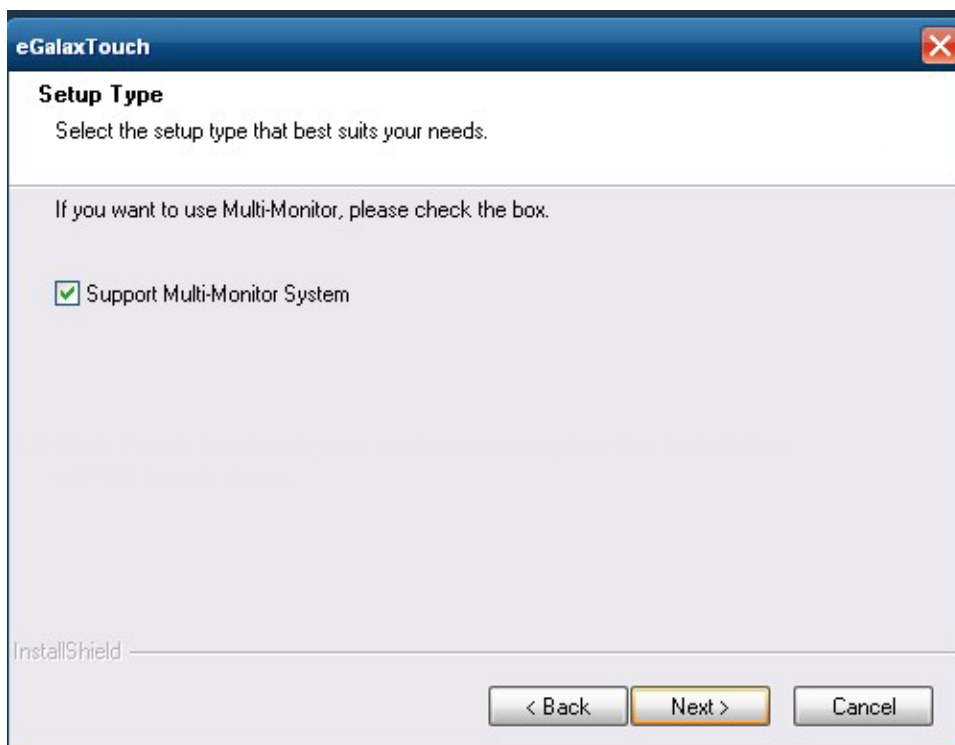 eGalaxTouch
Setup Type
Select the setup type that best suits your needs.
If you want to use Multi-Monitor, please check the box.
Support Multi-Monitor System
InstallShield
< Back Next > Cancel